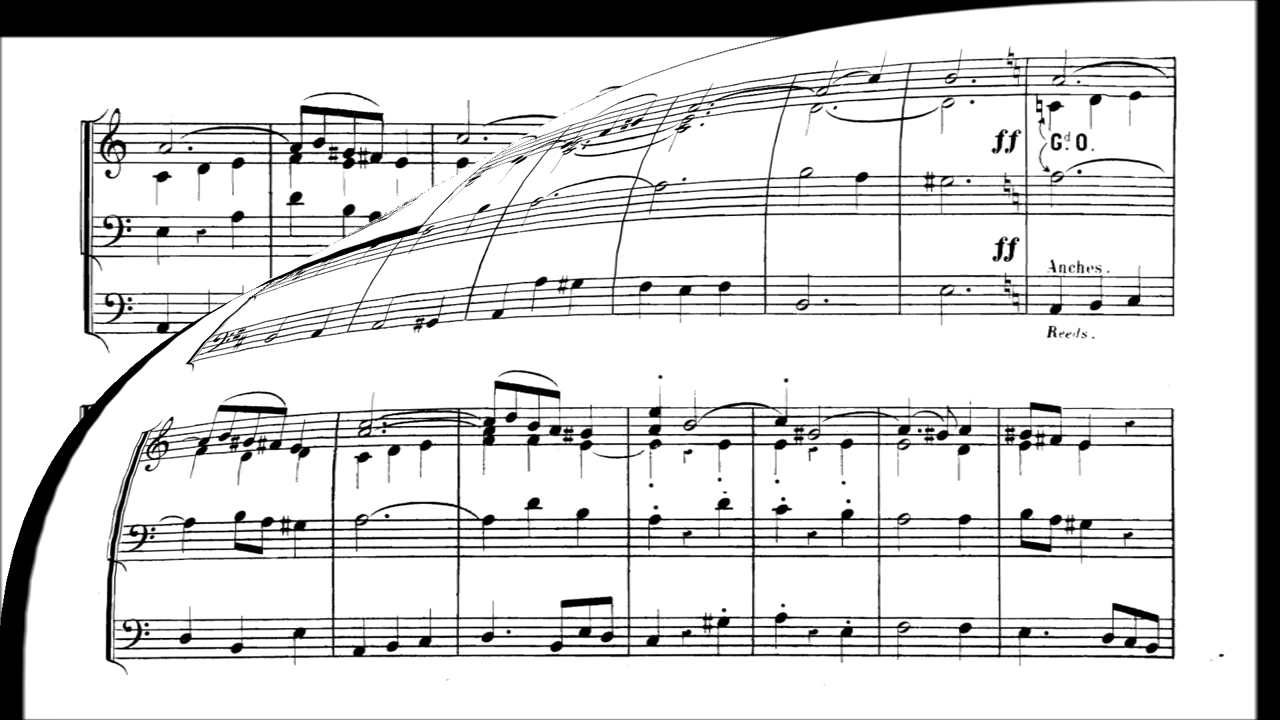 ff
Gd. O.
ff
Anches.
Reeds.